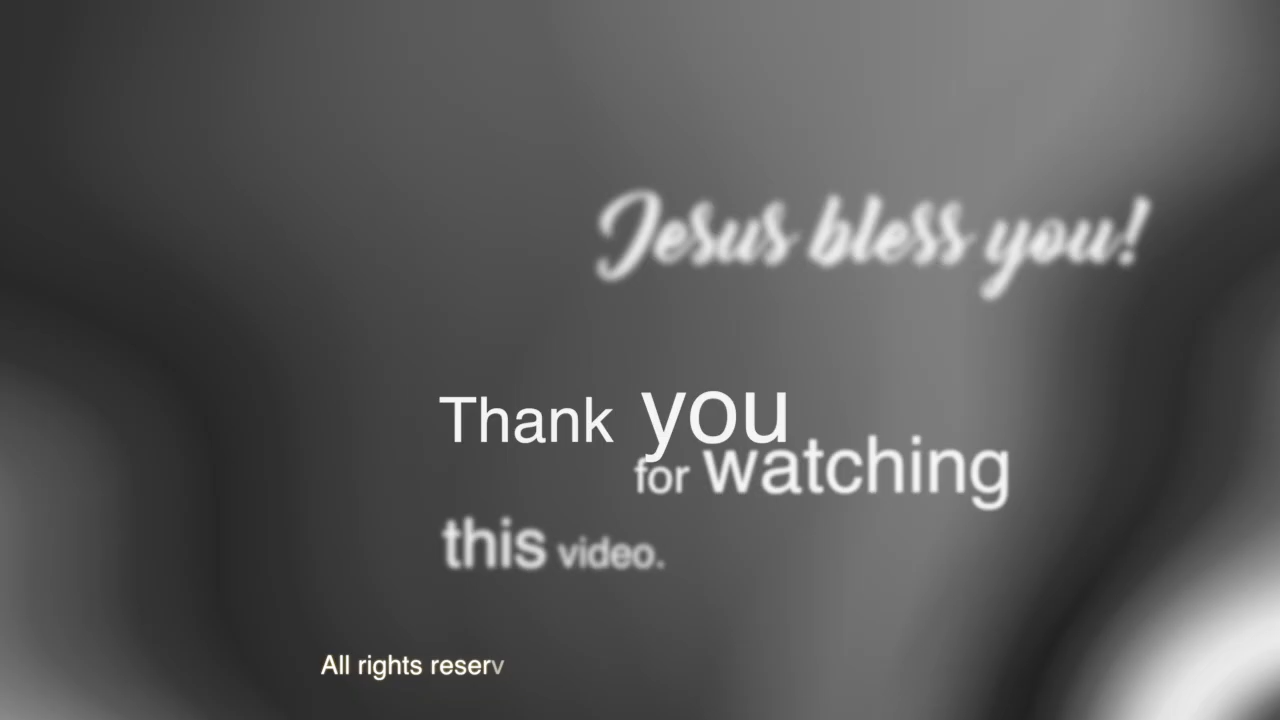 Jesus bless you!
Thank you
for watching
this video.
All rights reserv